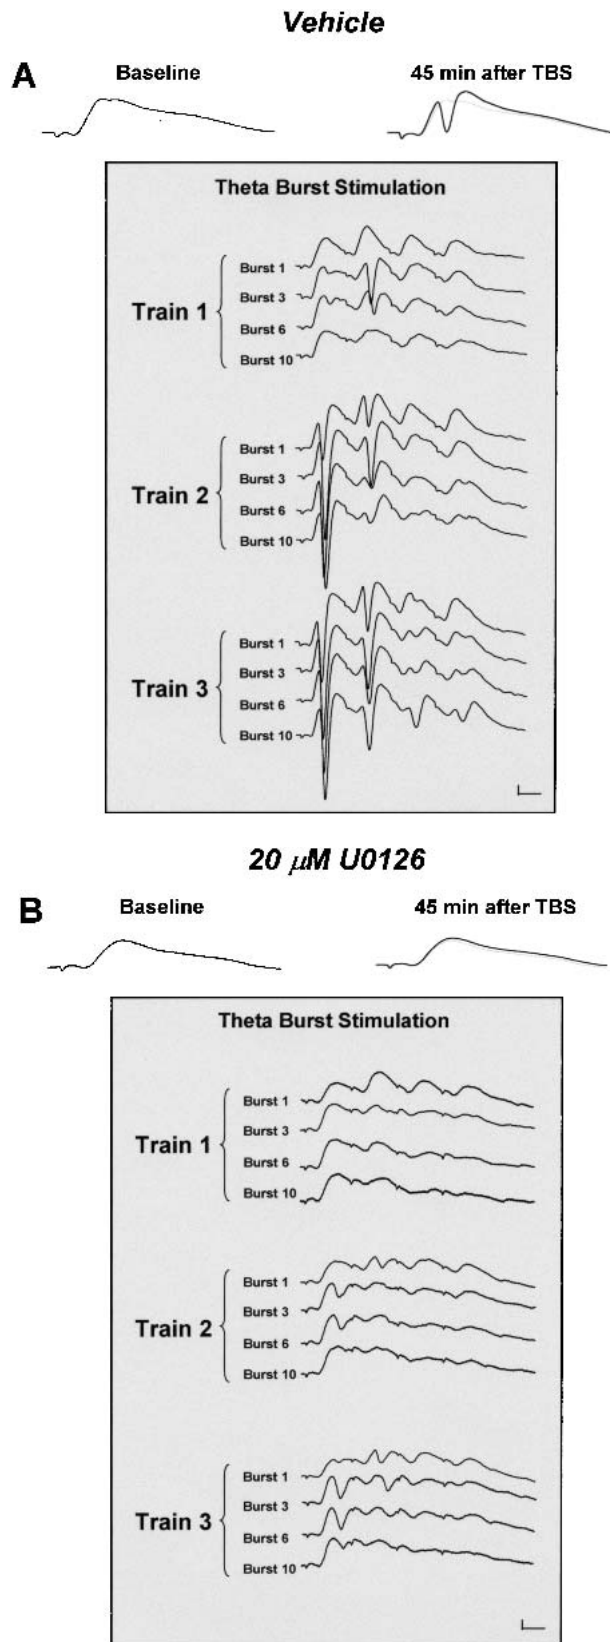 Vehicle
A
Baseline
45 min after TBS
Theta Burst Stimulation
Train 1
Burst 1
Burst 3
Burst 6
Burst 10
Train 2
Burst 1
Burst 3
Burst 6
Burst 10
Train 3
Burst 1
Burst 3
Burst 6
Burst 10
20 μM U0126
B
Baseline
45 min after TBS
Theta Burst Stimulation
Train 1
Burst 1
Burst 3
Burst 6
Burst 10
Train 2
Burst 1
Burst 3
Burst 6
Burst 10
Train 3
Burst 1
Burst 3
Burst 6
Burst 10